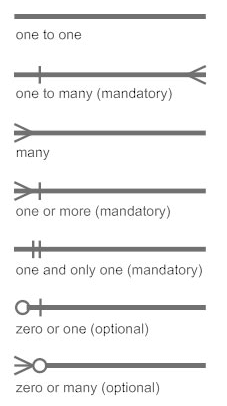 one to one
one to many (mandatory)
many
one or more (mandatory)
one and only one (mandatory)
zero or one (optional)
zero or many (optional)